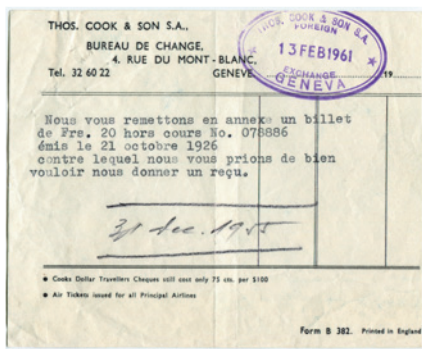 THOS. COOK & SON S.A.,
BUREAU DE CHANGE,
4. RUE DU MONT-BLANC,
Tel. 32 60 22 GENEVE 19
THOS. COOK & SON S.A.
FOREIGN
13 FEB 1961
EXCHANGE
GENEVA
Nous vous remettons en annexe un billet
de Frs. 20 hors cours No. 078886
émis le 21 octobre 1926
contre lequel nous vous prions de bien
vouloir nous donner un reçu.
31 dec. 1955
• Cooks Dollar Travellers Cheques still cost only 75 cts. per $100
• Air Tickets issued for all Principal Airlines
Form B 382. Printed in England